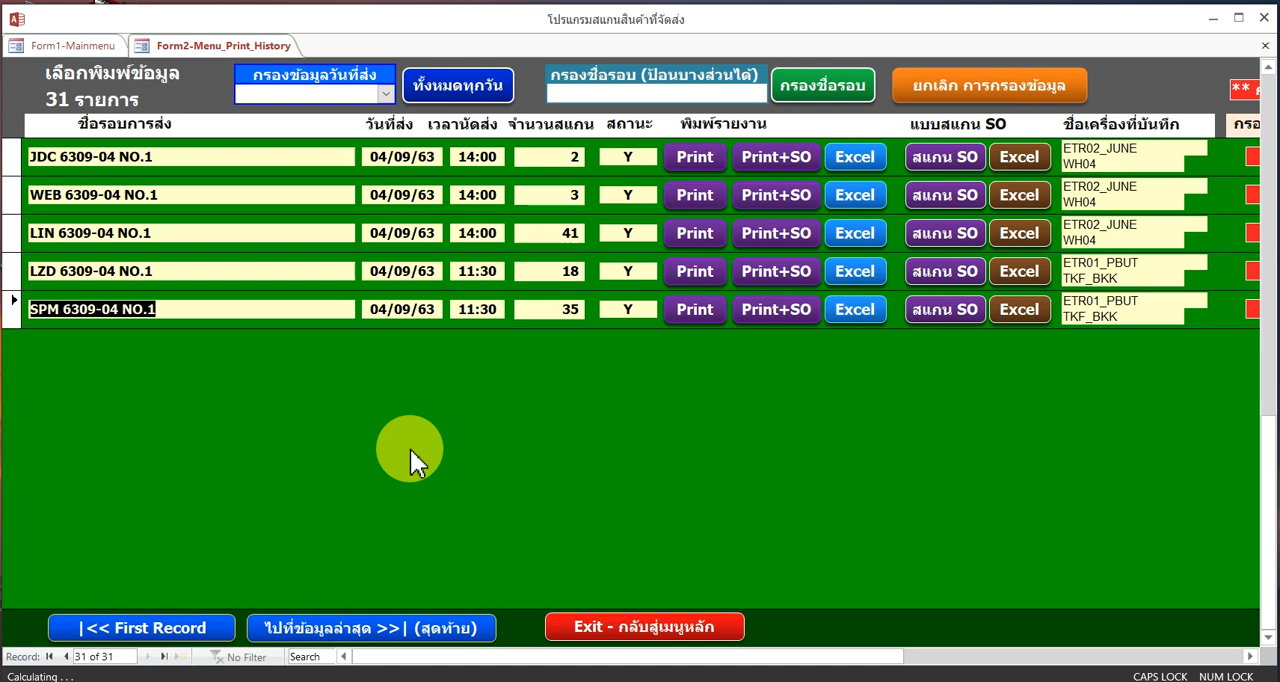 โปรแกรมสแกนสินค้าที่จัดส่ง
Form1-Mainmenu
Form2-Menu_Print_History
เลือกพิมพ์ข้อมูล
31 รายการ
กรองข้อมูลวันที่ส่ง
ทั้งหมดทุกวัน
กรองชื่อรอบ (ป้อนบางส่วนได้)
กรองชื่อรอบ
ยกเลิก การกรองข้อมูล
**
ชื่อรอบการส่ง วันที่ส่ง เวลานัดส่ง จำนวนสแกน สถานะ พิมพ์รายงาน แบบสแกน SO ชื่อเครื่องที่บันทึก กรอ
JDC 6309-04 NO.1 04/09/63 14:00 2 Y Print Print+SO Excel สแกน SO Excel ETR02_JUNE
WH04
WEB 6309-04 NO.1 04/09/63 14:00 3 Y Print Print+SO Excel สแกน SO Excel ETR02_JUNE
WH04
LIN 6309-04 NO.1 04/09/63 14:00 41 Y Print Print+SO Excel สแกน SO Excel ETR02_JUNE
WH04
LZD 6309-04 NO.1 04/09/63 11:30 18 Y Print Print+SO Excel สแกน SO Excel ETR01_PBUT
TKF_BKK
SPM 6309-04 NO.1 04/09/63 11:30 35 Y Print Print+SO Excel สแกน SO Excel ETR01_PBUT
TKF_BKK
|<< First Record ไปที่ข้อมูลล่าสุด >>| (สุดท้าย) Exit - กลับสู่เมนูหลัก
Record: 31 of 31 No Filter Search
Calculating . . . CAPS LOCK NUM LOCK